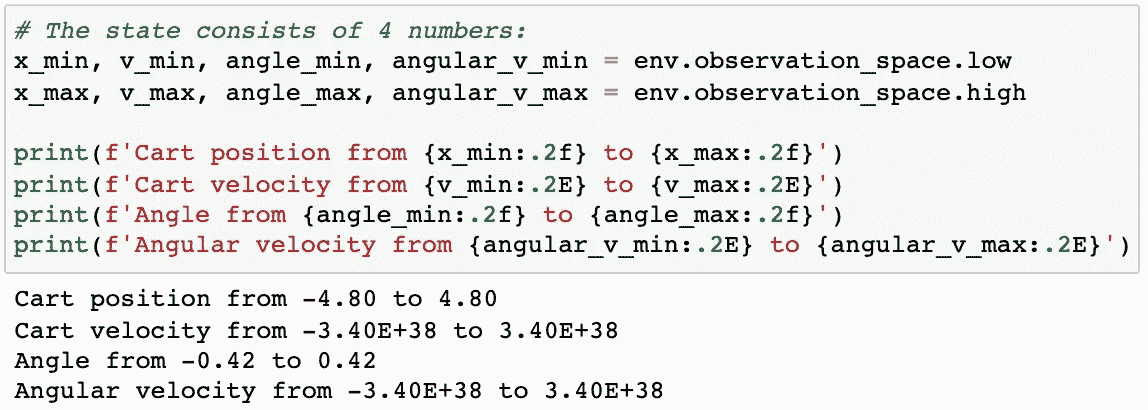 # The state consists of 4 numbers:
x_min, v_min, angle_min, angular_v_min = env.observation_space.low
x_max, v_max, angle_max, angular_v_max = env.observation_space.high
print(f'Cart position from {x_min:.2f} to {x_max:.2f}')
print(f'Cart velocity from {v_min:.2E} to {v_max:.2E}')
print(f'Angle from {angle_min:.2f} to {angle_max:.2f}')
print(f'Angular velocity from {angular_v_min:.2E} to {angular_v_max:.2E}')
Cart position from -4.80 to 4.80
Cart velocity from -3.40E+38 to 3.40E+38
Angle from -0.42 to 0.42
Angular velocity from -3.40E+38 to 3.40E+38